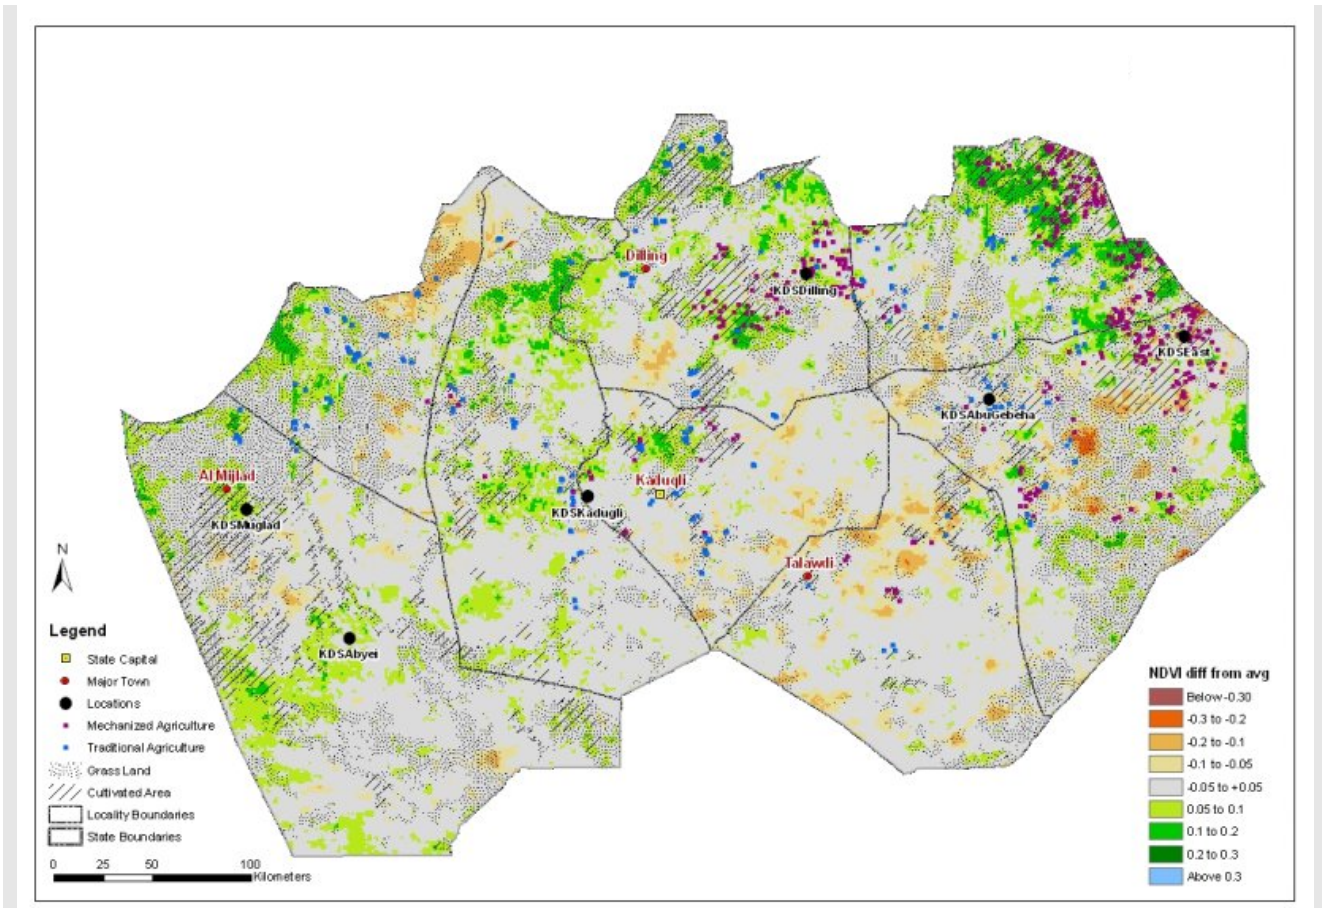 Dilling
KDSDilling
KDSEast
KDSAbuGebeha
Al Mijlad
KDSMuglad
Kadugli
KDSKadugli
Talawdi
KDSAbyei
N
Legend
State Capital
Major Town
Locations
Mechanized Agriculture
Traditional Agriculture
Grass Land
Cultivated Area
Locality Boundaries
State Boundaries
0 25 50 100
Kilometers
NDVI diff from avg
Below -0.30
-0.3 to -0.2
-0.2 to -0.1
-0.1 to -0.05
-0.05 to +0.05
0.05 to 0.1
0.1 to 0.2
0.2 to 0.3
Above 0.3